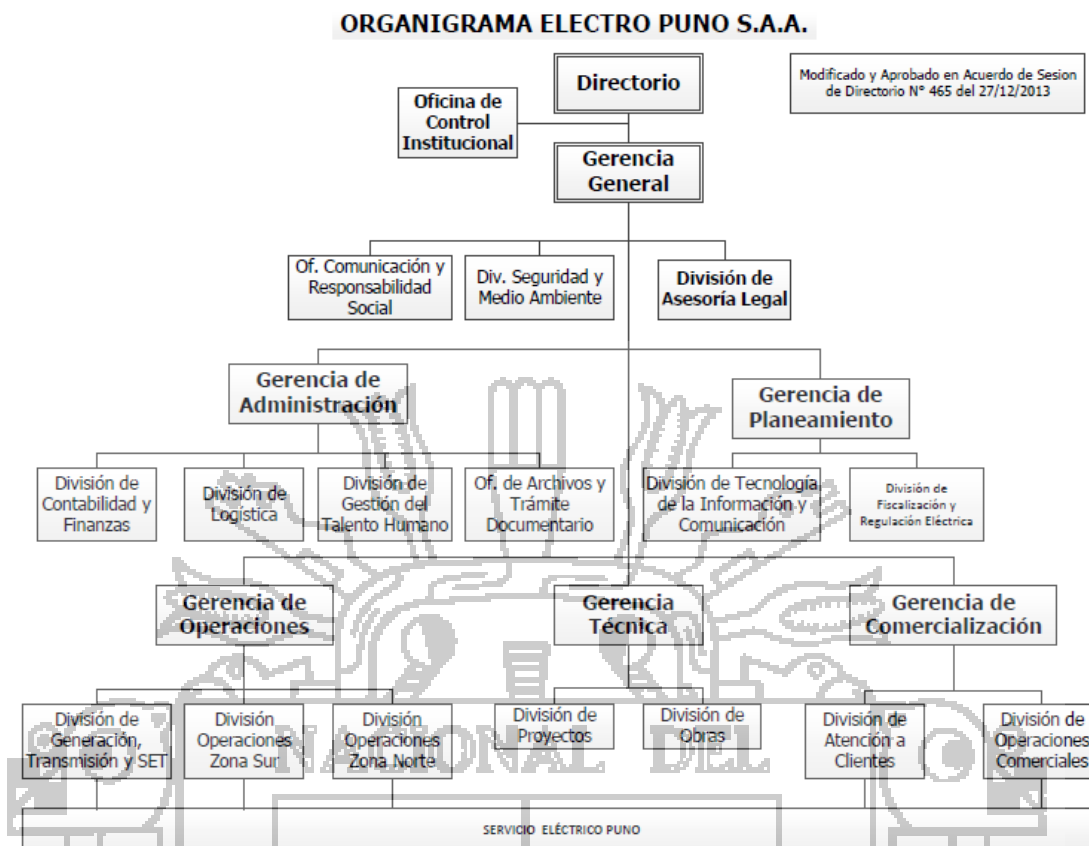 ORGANIGRAMA ELECTRO PUNO S.A.A.
Directorio
Modificado y Aprobado en Acuerdo de Sesion
de Directorio N° 465 del 27/12/2013
Oficina de
Control
Institucional
Gerencia
General
Of. Comunicación y
Responsabilidad
Social
Div. Seguridad y
Medio Ambiente
División de
Asesoría Legal
Gerencia de
Administración
Gerencia de
Planeamiento
División de
Contabilidad y
Finanzas
División de
Logística
División de
Gestión del
Talento Humano
Of. de Archivos y
Trámite
Documentario
División de Tecnología
de la Información y
Comunicación
División de
Fiscalización y
Regulación Eléctrica
Gerencia de
Operaciones
Gerencia
Técnica
Gerencia de
Comercialización
División de
Generación,
Transmisión y SET
División
Operaciones
Zona Sur
División
Operaciones
Zona Norte
División de
Proyectos
División de
Obras
División de
Atención a
Clientes
División de
Operaciones
Comerciales
NACIONAL DEL
SERVICIO ELÉCTRICO PUNO